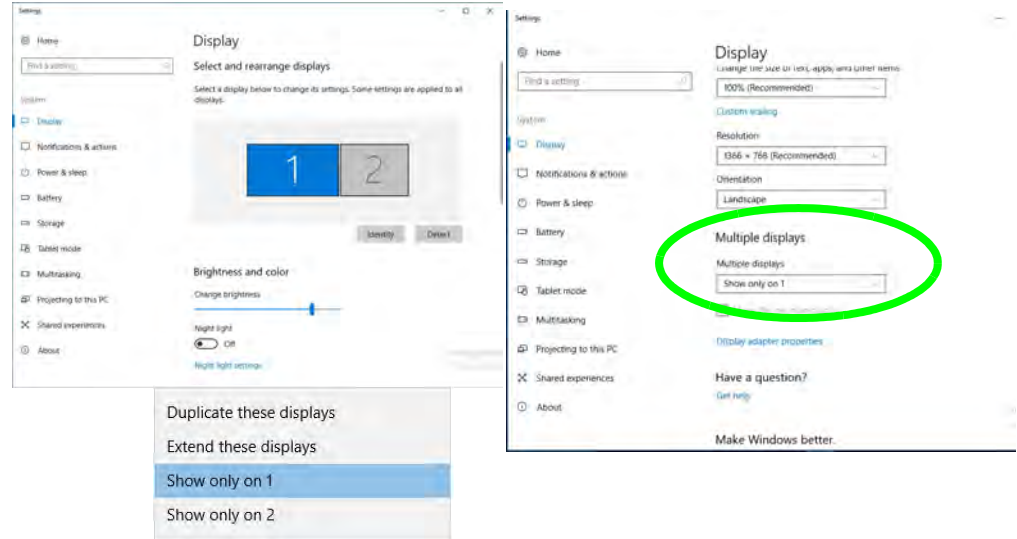 Settings
Home
Display
Find a setting
Select and rearrange displays
Select a display below to change its settings. Some settings are applied to all
displays.
System
Display
Notifications & actions
Power & sleep
Battery
Storage
Tablet mode
Multitasking
Projecting to this PC
Shared experiences
About
1
2
Identify
Detect
Brightness and color
Change brightness
Night light
Off
Night light settings
Settings
Home
Display
Find a setting
Change the size of text, apps, and other items
100% (Recommended)
Custom scaling
System
Display
Notifications & actions
Power & sleep
Battery
Storage
Tablet mode
Multitasking
Projecting to this PC
Shared experiences
About
Resolution
1366 × 768 (Recommended)
Orientation
Landscape
Multiple displays
Multiple displays
Show only on 1
Display adapter properties
Have a question?
Get help
Make Windows better.
Duplicate these displays
Extend these displays
Show only on 1
Show only on 2